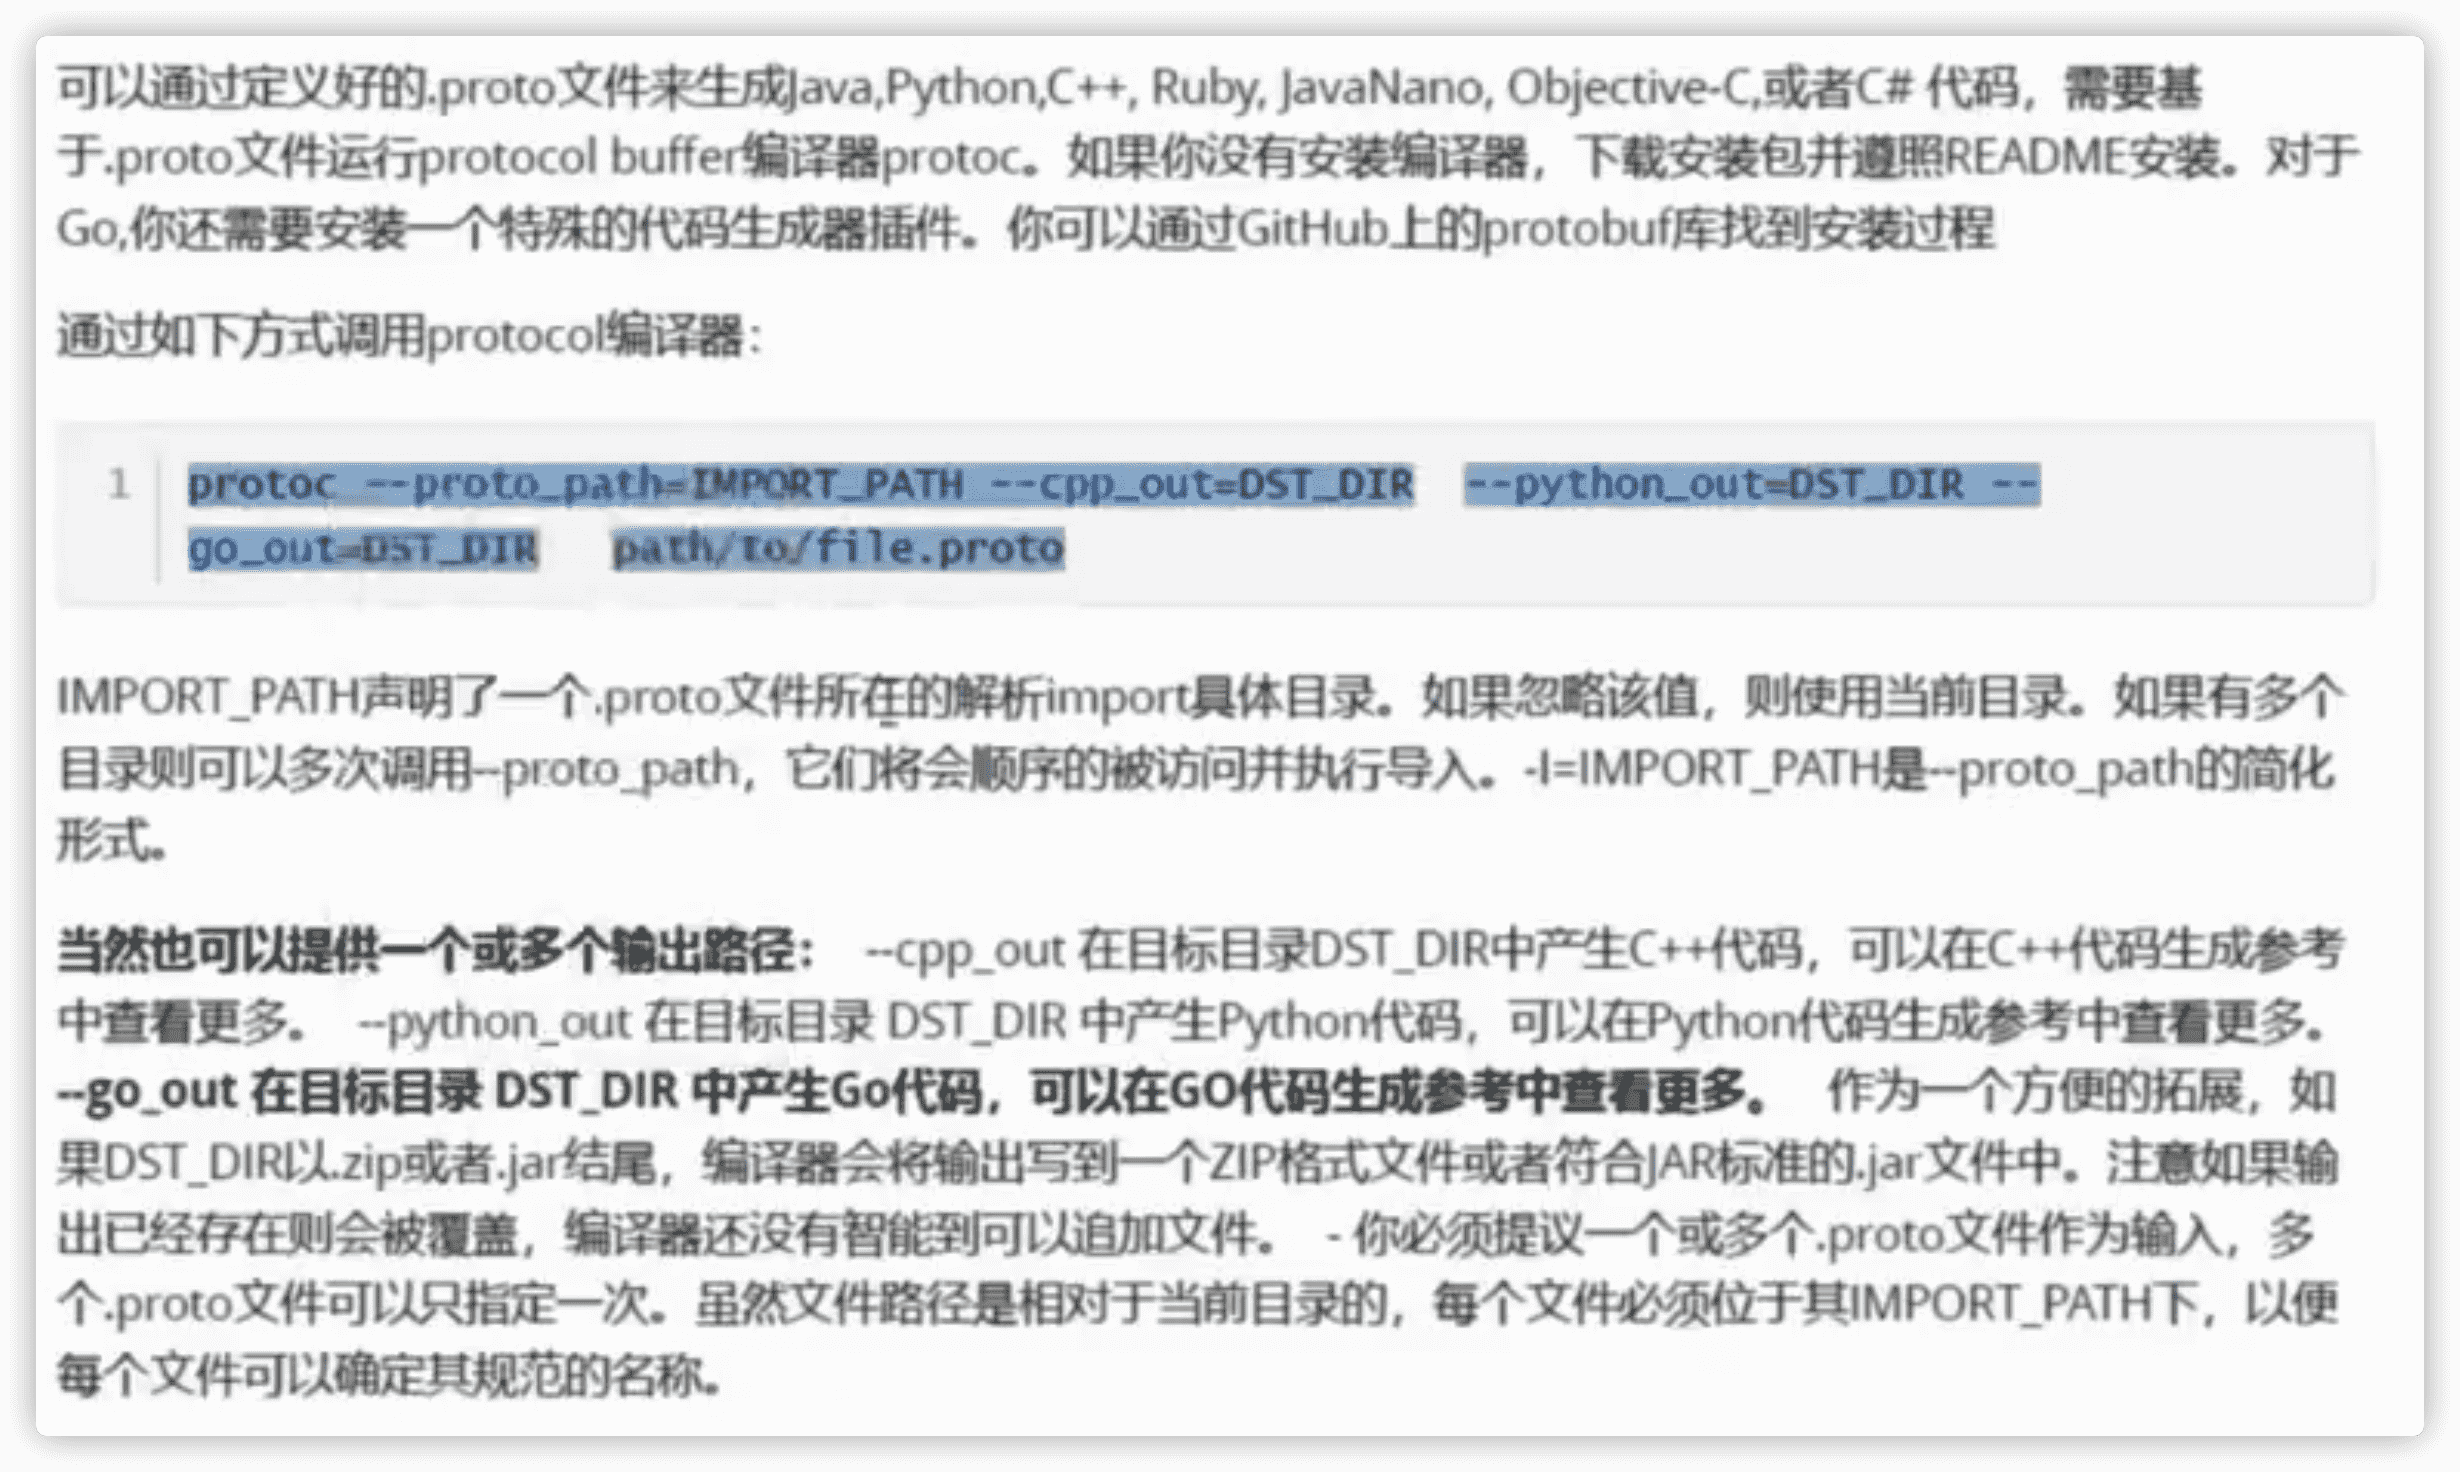 可以通过定义好的.proto文件来生成Java,Python,C++, Ruby, JavaNano, Objective-C,或者C# 代码，需要基
于.proto文件运行protocol buffer编译器protoc。如果你没有安装编译器，下载安装包并遵照README安装。对于
Go,你还需要安装一个特殊的代码生成器插件。你可以通过GitHub上的protobuf库找到安装过程
通过如下方式调用protocol编译器：
1 protoc --proto_path=IMPORT_PATH --cpp_out=DST_DIR --python_out=DST_DIR --
go_out=DST_DIR path/to/file.proto
IMPORT_PATH声明了一个.proto文件所在的解析import具体目录。如果忽略该值，则使用当前目录。如果有多个
目录则可以多次调用--proto_path，它们将会顺序的被访问并执行导入。-I=IMPORT_PATH是--proto_path的简化
形式。
当然也可以提供一个或多个输出路径： --cpp_out 在目标目录DST_DIR中产生C++代码，可以在C++代码生成参考
中查看更多。 --python_out 在目标目录 DST_DIR 中产生Python代码，可以在Python代码生成参考中查看更多。
--go_out 在目标目录 DST_DIR 中产生Go代码，可以在GO代码生成参考中查看更多。 作为一个方便的拓展，如
果DST_DIR以.zip或者.jar结尾，编译器会将输出写到一个ZIP格式文件或者符合JAR标准的.jar文件中。注意如果输
出已经存在则会被覆盖，编译器还没有智能到可以追加文件。 - 你必须提议一个或多个.proto文件作为输入，多
个.proto文件可以只指定一次。虽然文件路径是相对于当前目录的，每个文件必须位于其IMPORT_PATH下，以便
每个文件可以确定其规范的名称。